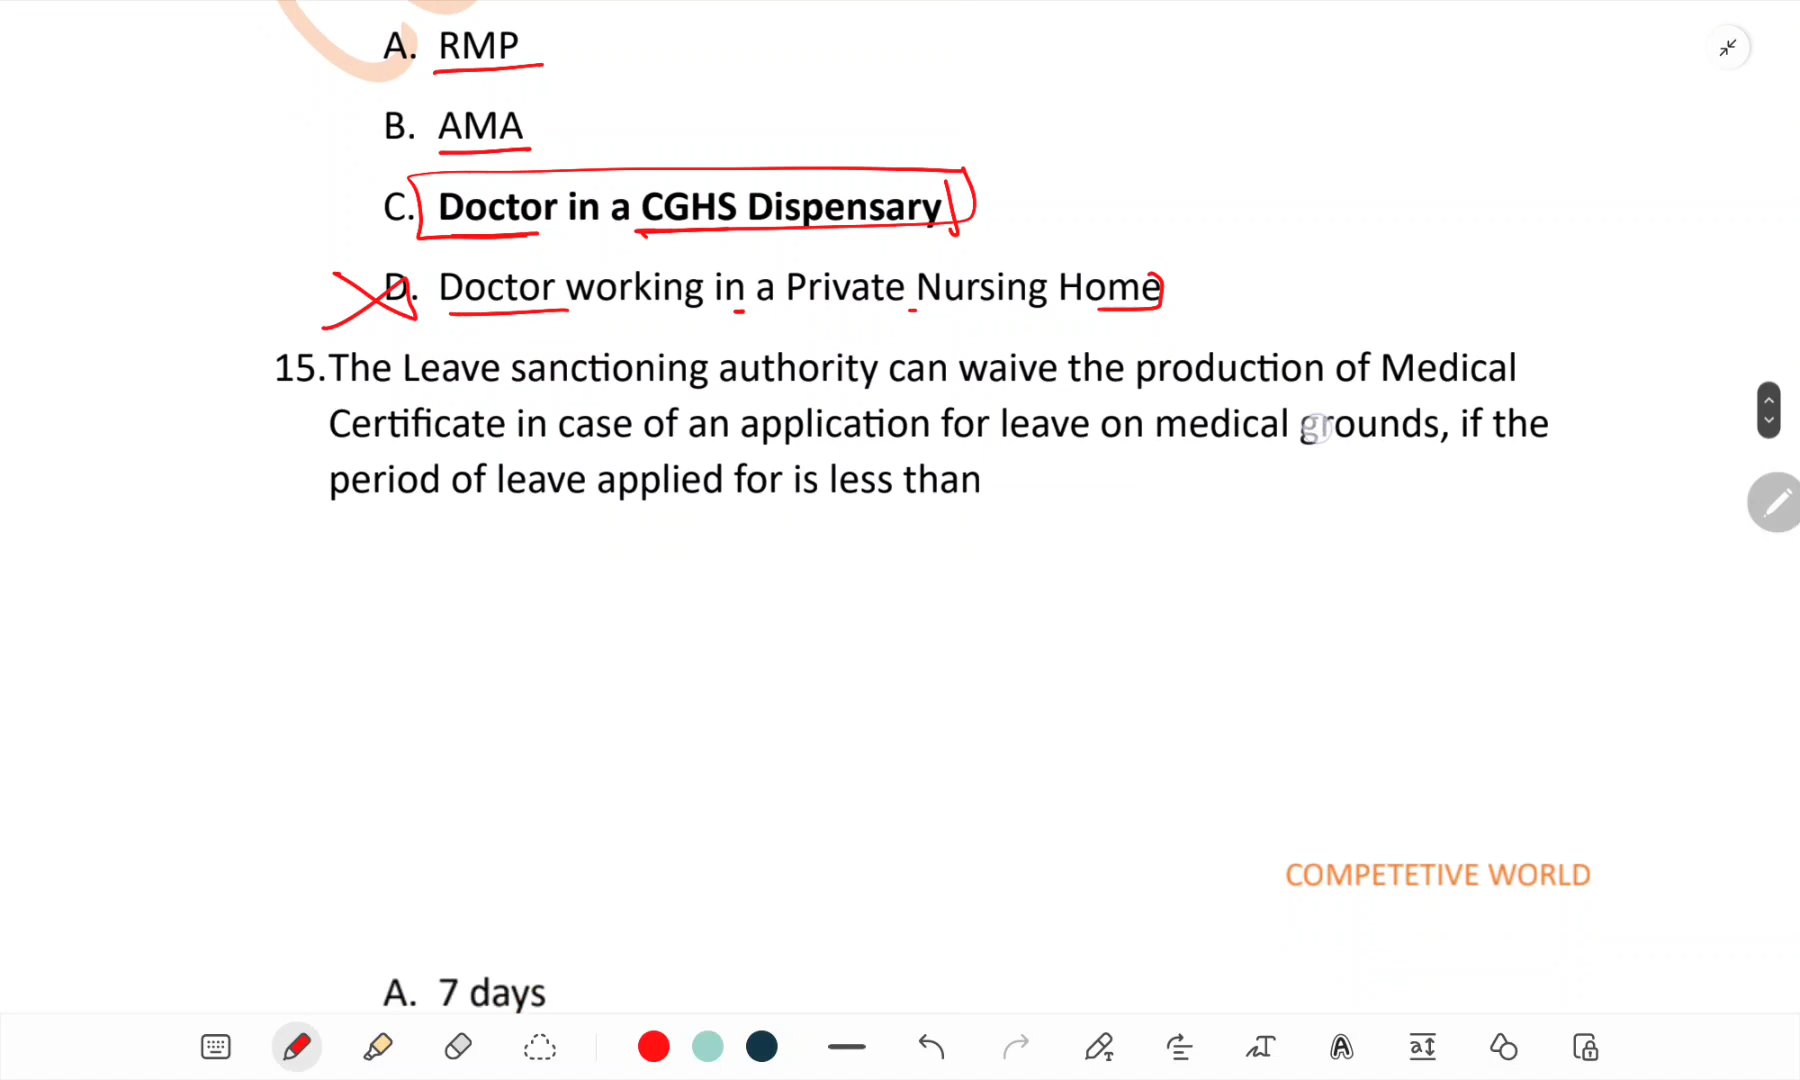 A. RMP
B. AMA
C. Doctor in a CGHS Dispensary
D. Doctor working in a Private Nursing Home
15.The Leave sanctioning authority can waive the production of Medical
Certificate in case of an application for leave on medical grounds, if the
period of leave applied for is less than
COMPETETIVE WORLD
A. 7 days